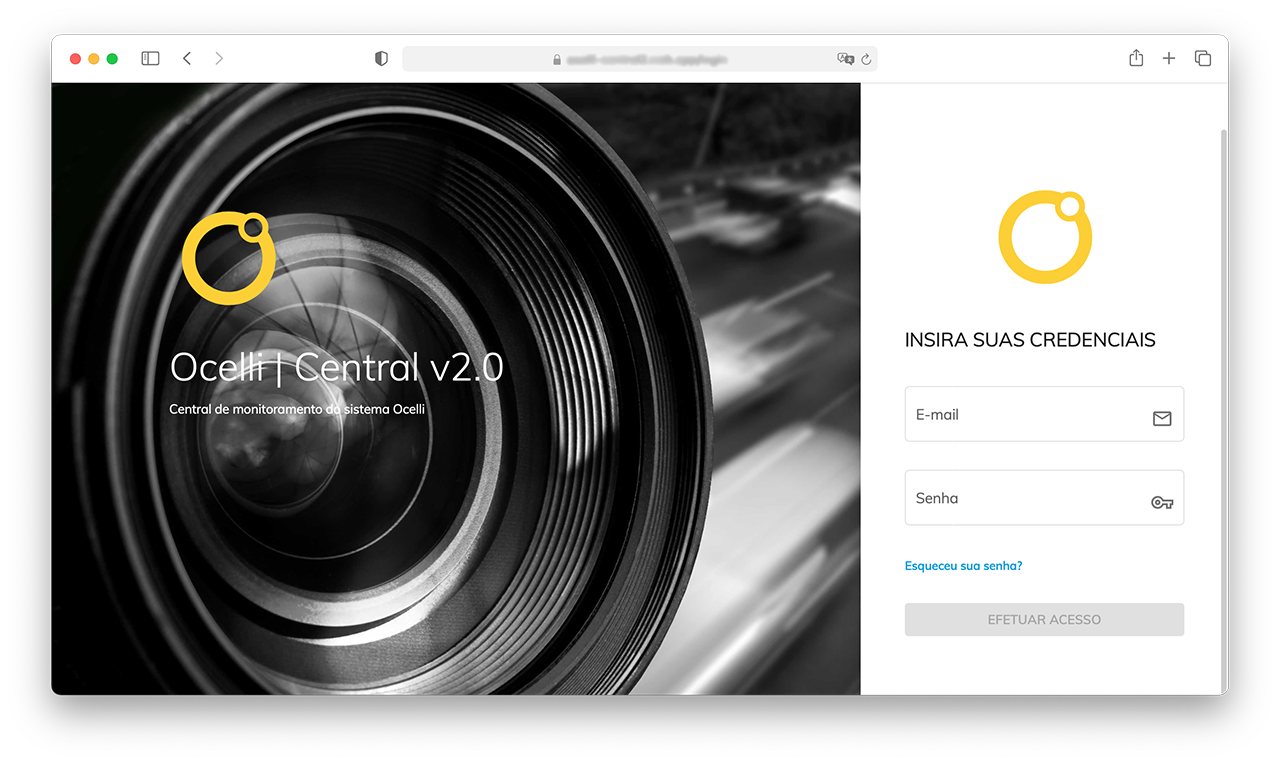 Ocelli | Central v2.0
Central de monitoramento do sistema Ocelli
INSIRA SUAS CREDENCIAIS
E-mail
Senha
Esqueceu sua senha?
EFETUAR ACESSO